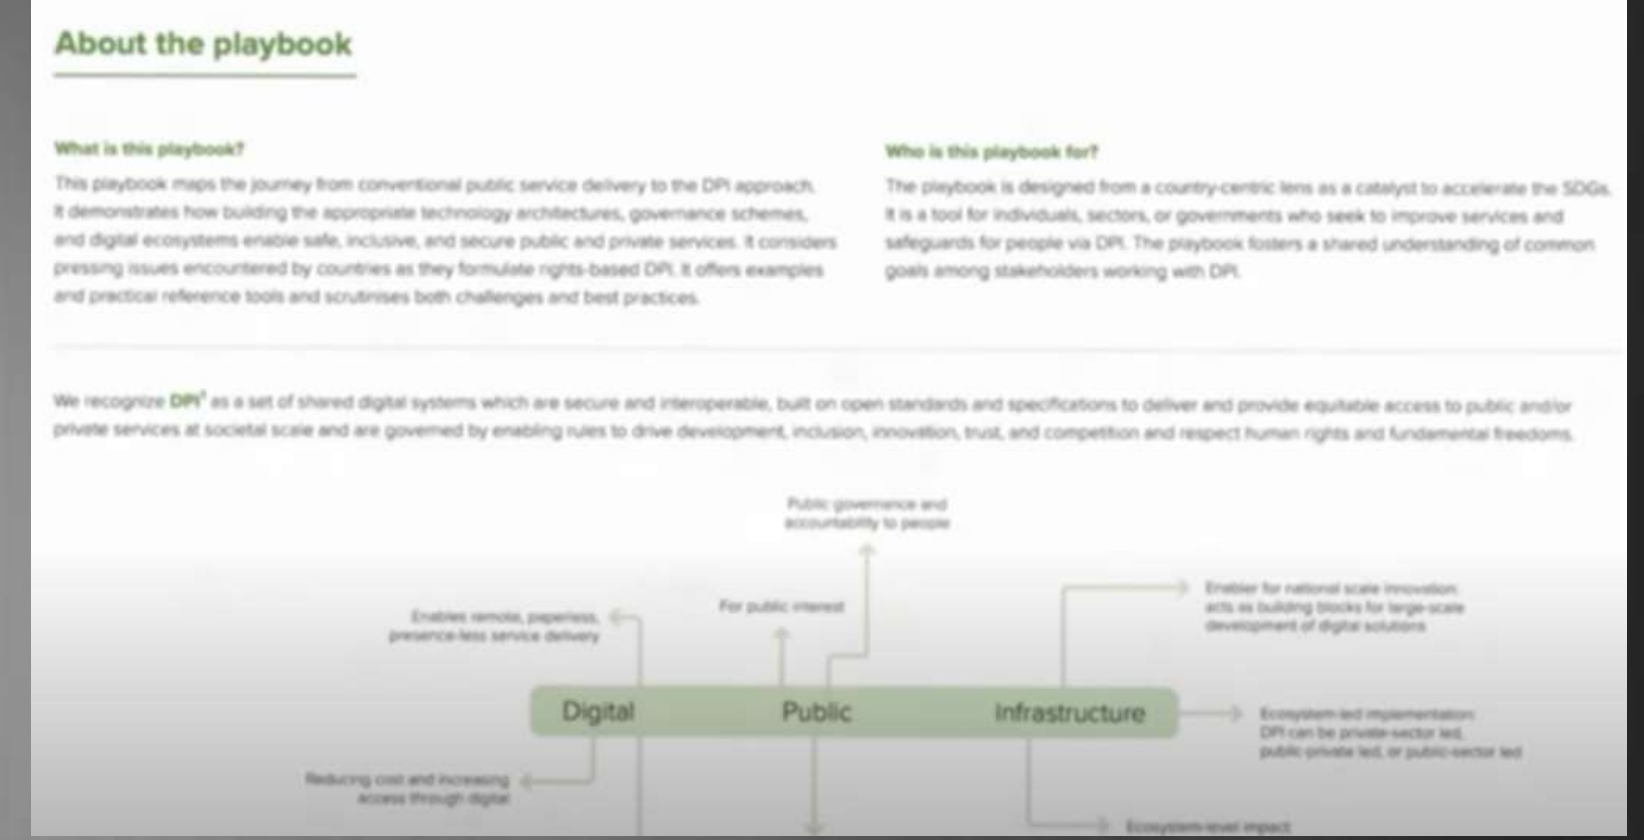 About the playbook
What is this playbook?
This playbook maps the journey from conventional public service delivery to the DPI approach.
It demonstrates how building the appropriate technology architectures, governance schemes,
and digital ecosystems enable safe, inclusive, and secure public and private services. It considers
pressing issues encountered by countries as they formulate rights-based DPI. It offers examples
and practical reference tools and scrutinises both challenges and best practices.
Who is this playbook for?
The playbook is designed from a country-centric lens as a catalyst to accelerate the SDGs.
It is a tool for individuals, sectors, or governments who seek to improve services and
safeguards for people via DPI. The playbook fosters a shared understanding of common
goals among stakeholders working with DPI.
We recognize DPI¹ as a set of shared digital systems which are secure and interoperable, built on open standards and specifications to deliver and provide equitable access to public and/or
private services at societal scale and are governed by enabling rules to drive development, inclusion, innovation, trust, and competition and respect human rights and fundamental freedoms.
Public governance and
accountability to people
Enabler for national scale innovation:
acts as building blocks for large-scale
development of digital solutions
For public interest
Enables remote, paperless,
presence-less service delivery
Digital
Public
Infrastructure
Ecosystem-led implementation:
DPI can be private-sector led,
public-private led, or public-sector led
Reducing cost and increasing
access through digital
Ecosystem-level impact: